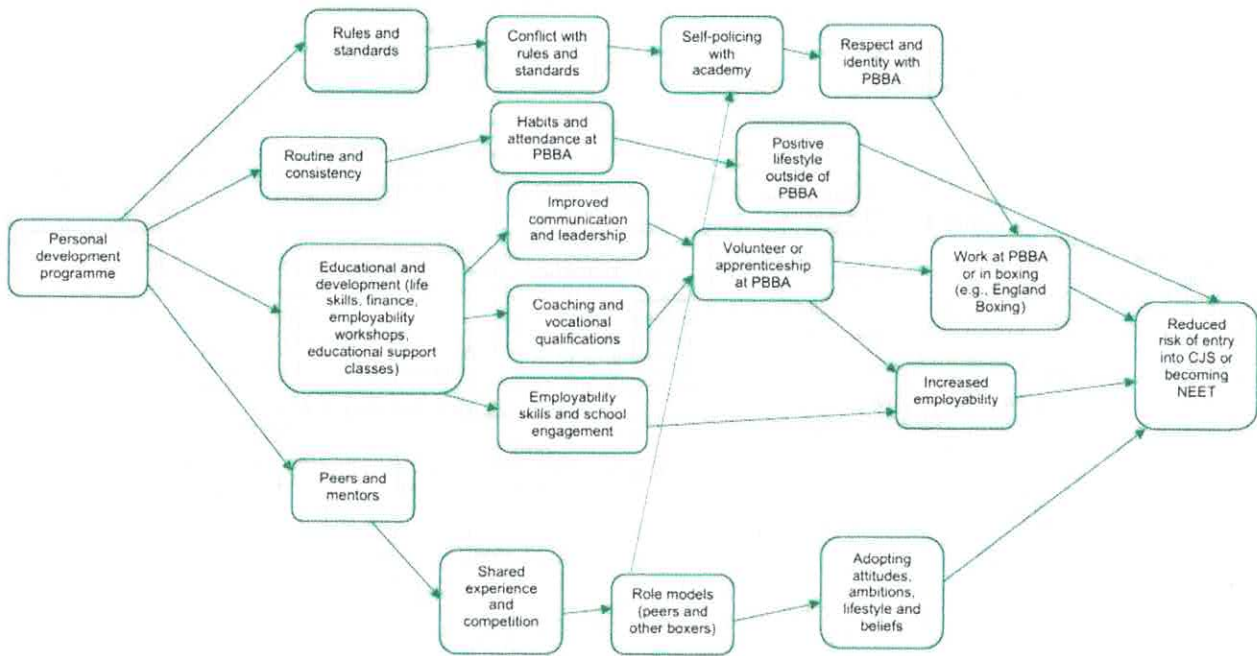 Rules and
standards
Conflict with
rules and
standards
Self-policing
with
academy
Respect and
identity with
PBBA
Routine and
consistency
Habits and
attendance at
PBBA
Positive
lifestyle
outside of
PBBA
Personal
development
programme
Educational and
development (life
skills, finance,
employability
workshops,
educational support
classes)
Improved
communication
and leadership
Coaching and
vocational
qualifications
Employability
skills and school
engagement
Volunteer or
apprenticeship
at PBBA
Work at PBBA
or in boxing
(e.g., England
Boxing)
Increased
employability
Reduced
risk of entry
into CJS or
becoming
NEET
Peers and
mentors
Shared
experience
and
competition
Role models
(peers and
other boxers)
Adopting
attitudes,
ambitions,
lifestyle and
beliefs